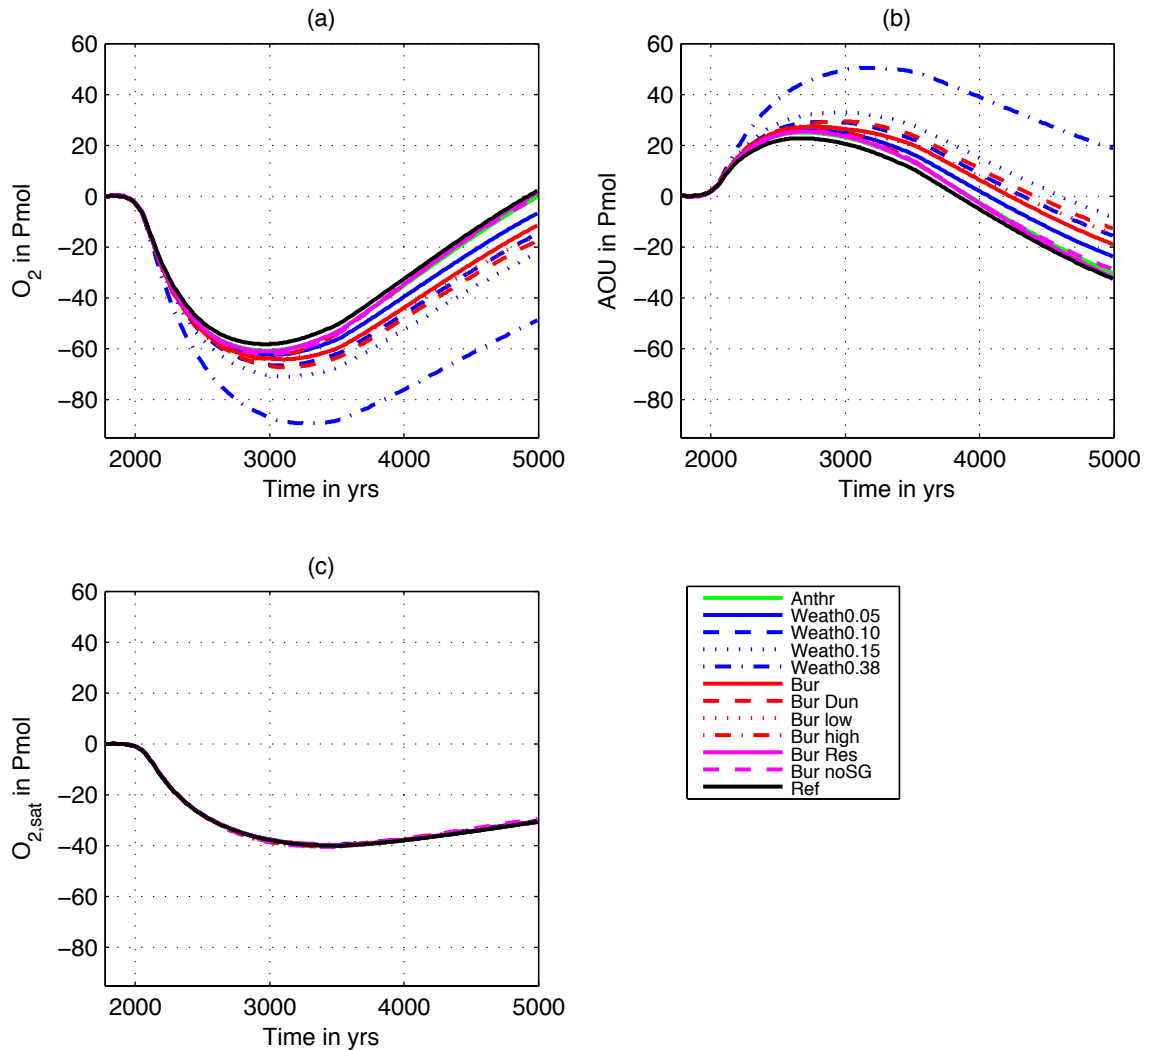 (a)
60
40
20
0
−20
−40
−60
−80
O2 in Pmol
2000 3000 4000 5000
Time in yrs
(b)
60
40
20
0
−20
−40
−60
−80
AOU in Pmol
2000 3000 4000 5000
Time in yrs
(c)
60
40
20
0
−20
−40
−60
−80
O2,sat in Pmol
2000 3000 4000 5000
Time in yrs
Anthr
Weath0.05
Weath0.10
Weath0.15
Weath0.38
Bur
Bur Dun
Bur low
Bur high
Bur Res
Bur noSG
Ref